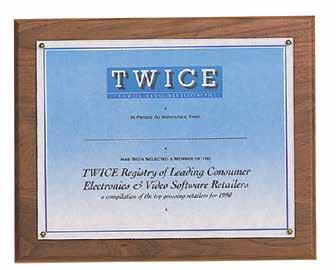 TWICE
IS PROUD TO ANNOUNCE THAT
HAS BEEN SELECTED A MEMBER OF THE
TWICE Registry of Leading Consumer
Electronics & Video Software Retailers
a compilation of the top grossing retailers for 1990